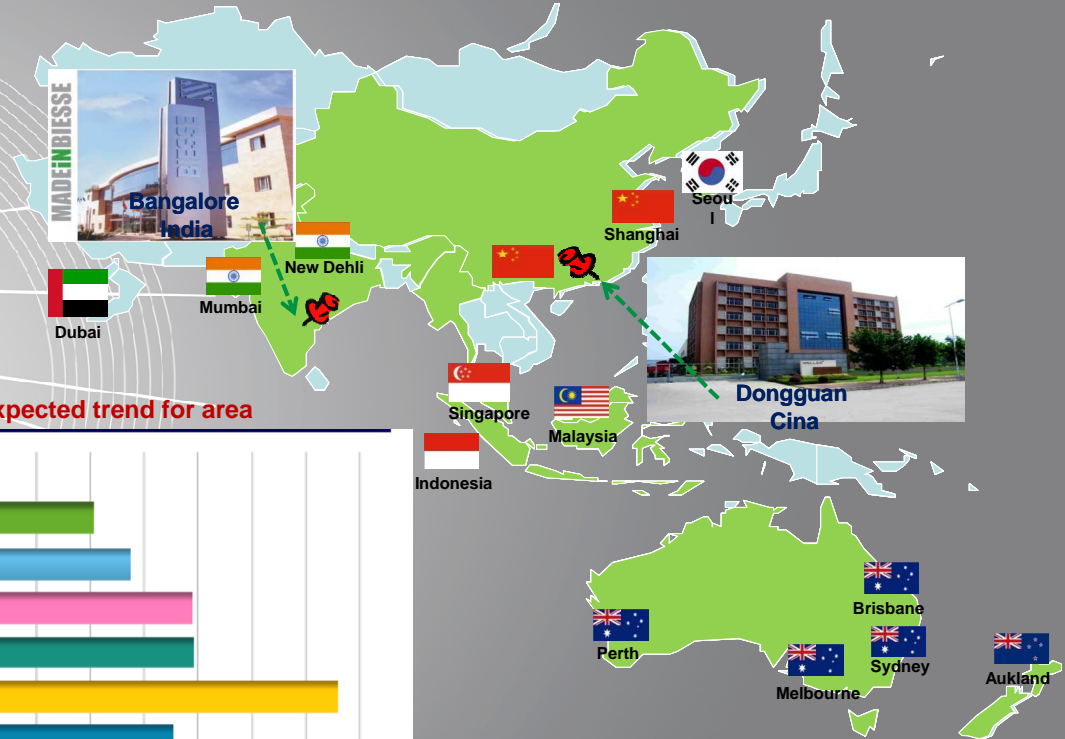 MADEiNBIESSE
BIESSE
Bangalore
India
Seou
l
Shanghai
New Dehli
Mumbai
Dubai
Dongguan
Cina
Singapore
Malaysia
Indonesia
xpected trend for area
Brisbane
Perth
Sydney
Melbourne
Aukland